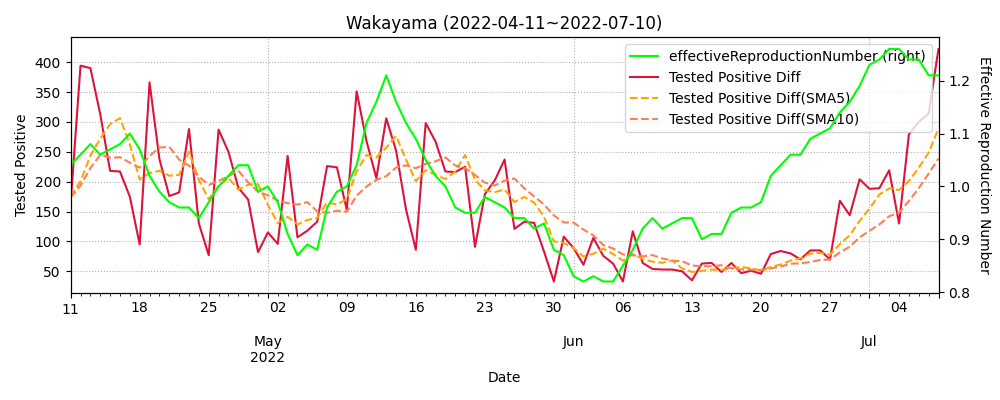 Wakayama (2022-04-11~2022-07-10)
effectiveReproductionNumber (right)
Tested Positive Diff
Tested Positive Diff(SMA5)
Tested Positive Diff(SMA10)
Tested Positive
400
350
300
250
200
150
100
50
Effective Reproduction Number
1.2
1.1
1.0
0.9
0.8
11 18 25 02 09 16 23 30 06 13 20 27 04
May Jun Jul
2022
Date